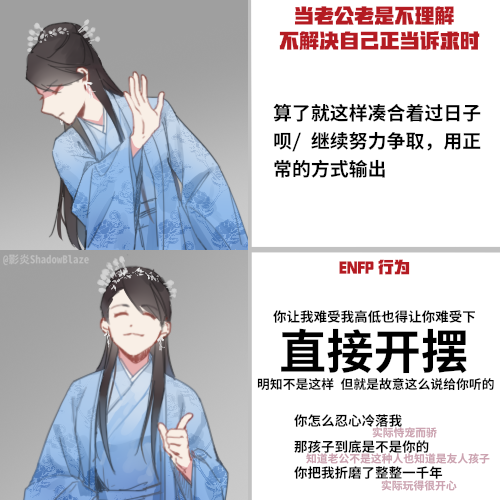 当老公老是不理解
不解决自己正当诉求时
算了就这样凑合着过日子
呗/ 继续努力争取，用正
常的方式输出
@影炎ShadowBlaze
ENFP 行为
你让我难受我高低也得让你难受下
直接开摆
明知不是这样 但就是故意这么说给你听的
你怎么忍心冷落我
实际恃宠而骄
那孩子到底是不是你的
知道老公不是这种人也知道是友人孩子
你把我折磨了整整一千年
实际玩得很开心